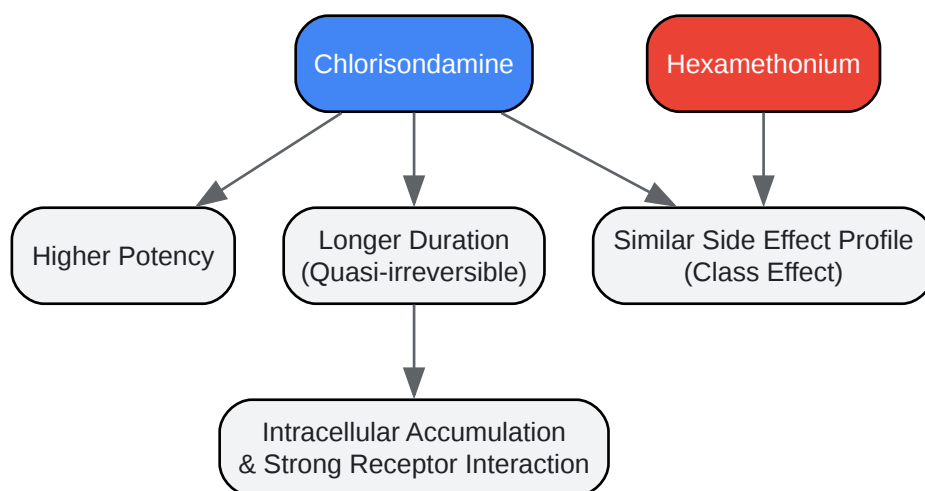 Chlorisondamine
Hexamethonium
Higher Potency
Longer Duration
(Quasi-irreversible)
Similar Side Effect Profile
(Class Effect)
Intracellular Accumulation
& Strong Receptor Interaction